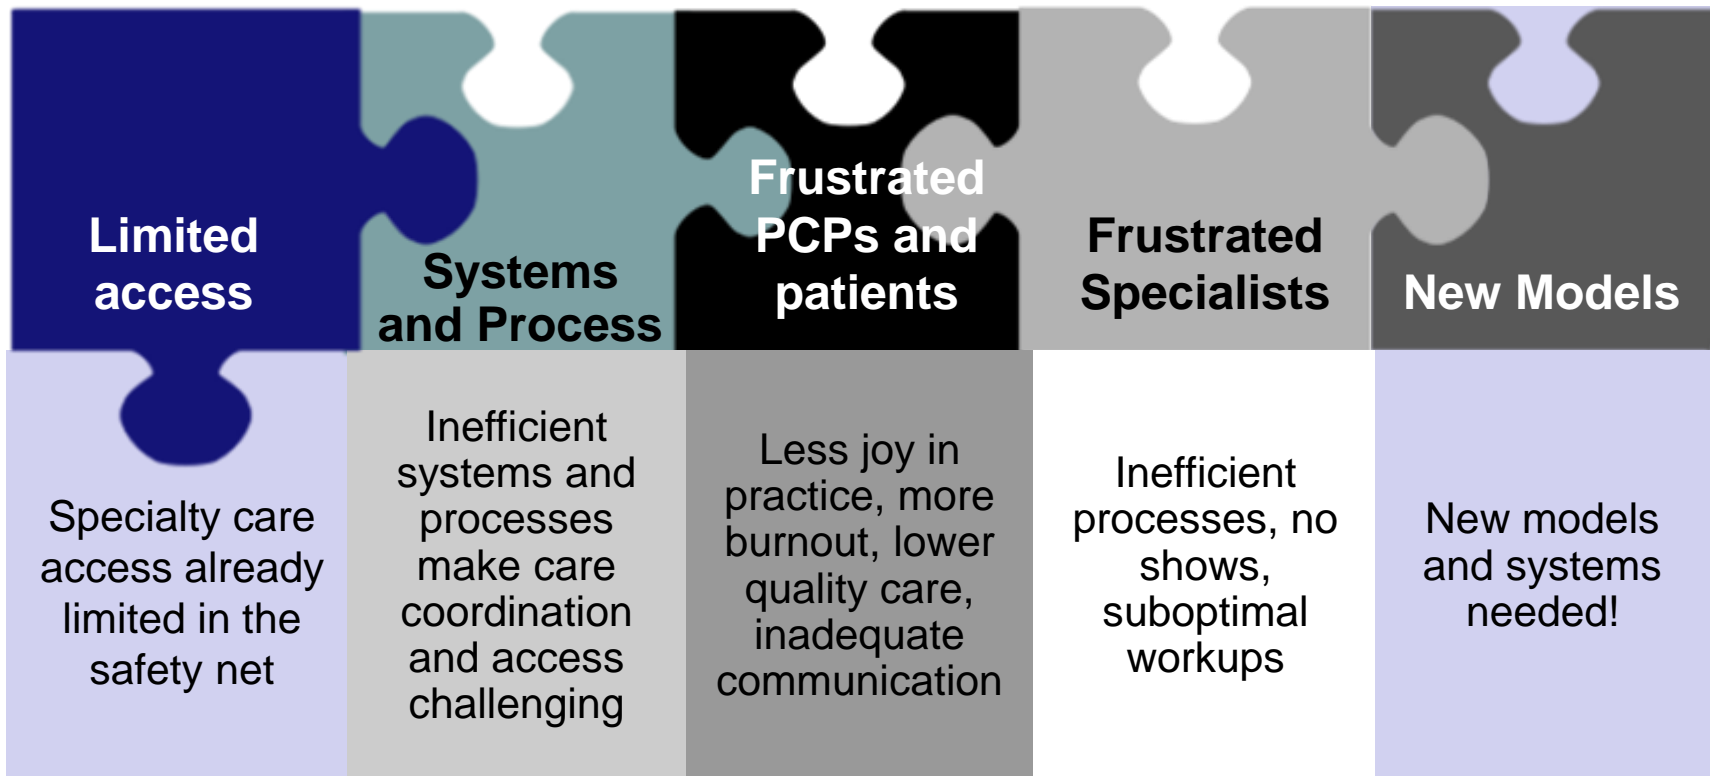 Limited
access
Systems
and Process
Frustrated
PCPs and
patients
Frustrated
Specialists
New Models
Specialty care
access already
limited in the
safety net
Inefficient
systems and
processes
make care
coordination
and access
challenging
Less joy in
practice, more
burnout, lower
quality care,
inadequate
communication
Inefficient
processes, no
shows,
suboptimal
workups
New models
and systems
needed!